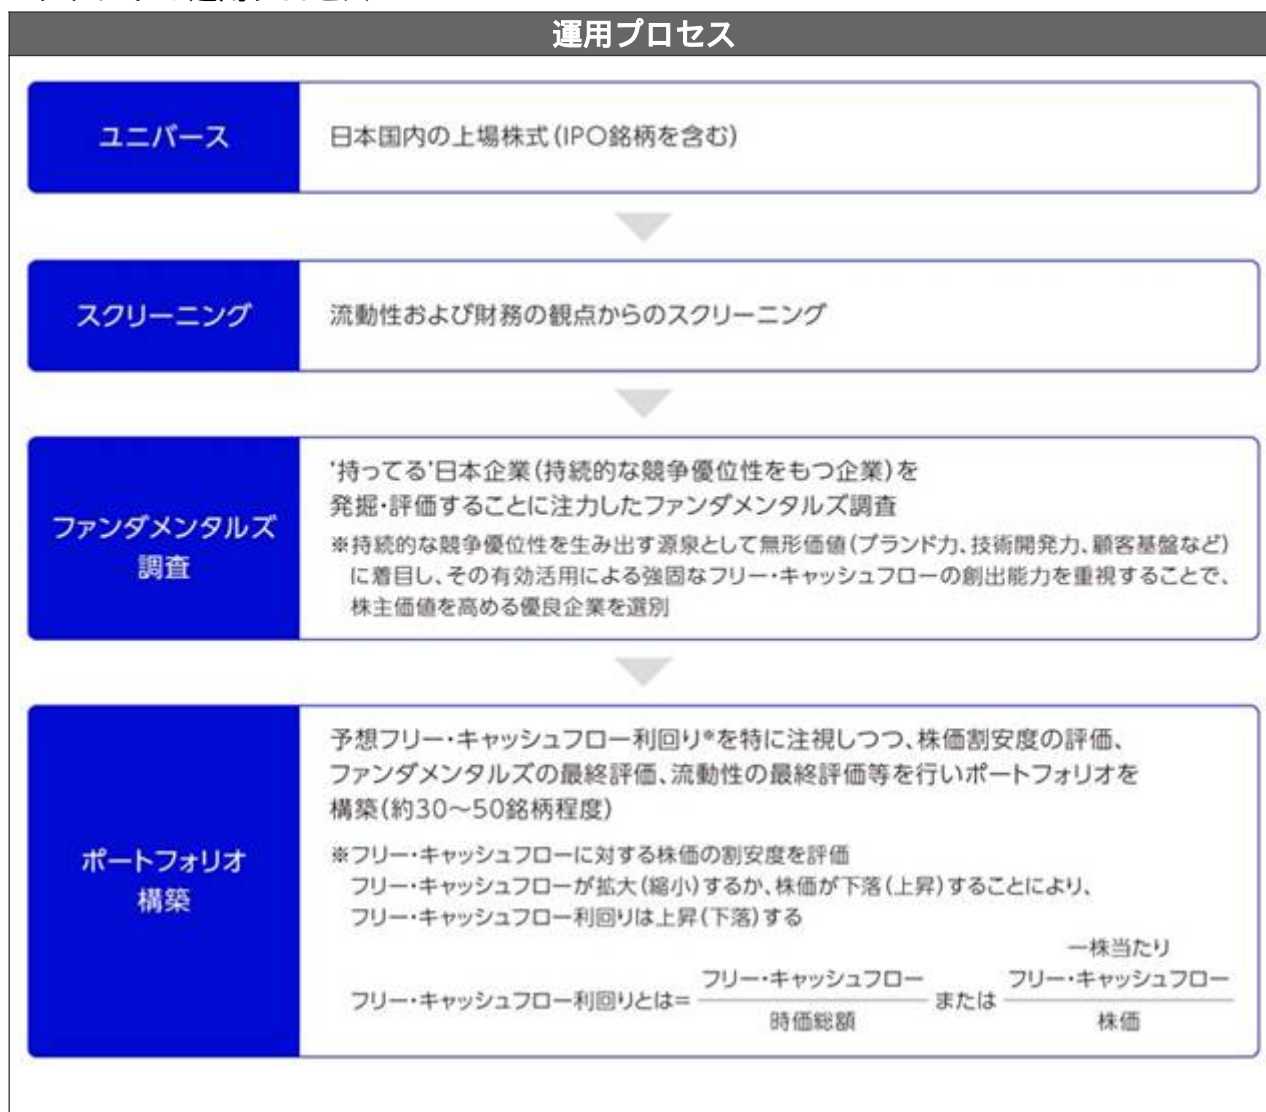 運用プロセス
ユニバース
日本国内の上場株式(IPO銘柄を含む)
スクリーニング
流動性および財務の観点からのスクリーニング
ファンダメンタルズ
調査
‘持ってる’日本企業(持続的な競争優位性をもつ企業)を
発掘・評価することに注力したファンダメンタルズ調査
※持続的な競争優位性を生み出す源泉として無形価値(ブランド力、技術開発力、顧客基盤など)
に着目し、その有効活用による強固なフリー・キャッシュフローの創出能力を重視することで、
株主価値を高める優良企業を選別
ポートフォリオ
構築
予想フリー・キャッシュフロー利回り※を特に注視しつつ、株価割安度の評価、
ファンダメンタルズの最終評価、流動性の最終評価等を行いポートフォリオを
構築(約30～50銘柄程度)
※フリー・キャッシュフローに対する株価の割安度を評価
フリー・キャッシュフローが拡大(縮小)するか、株価が下落(上昇)することにより、
フリー・キャッシュフロー利回りは上昇(下落)する
フリー・キャッシュフロー利回りとは=
フリー・キャッシュフロー
時価総額
または
一株当たり
フリー・キャッシュフロー
株価